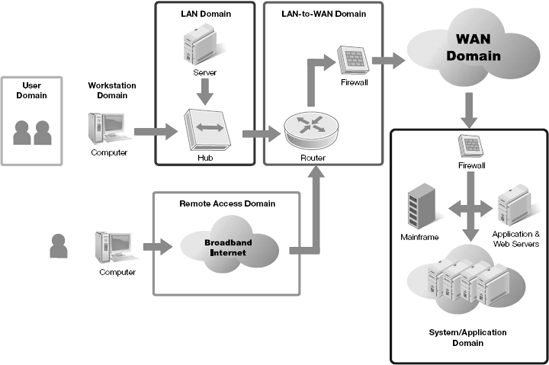 LAN Domain
LAN-to-WAN Domain
WAN
Domain
Server
Firewall
User
Domain
Workstation
Domain
Computer
Hub
Router
Firewall
Remote Access Domain
Broadband
Internet
Computer
Mainframe
Application &
Web Servers
System/Application
Domain